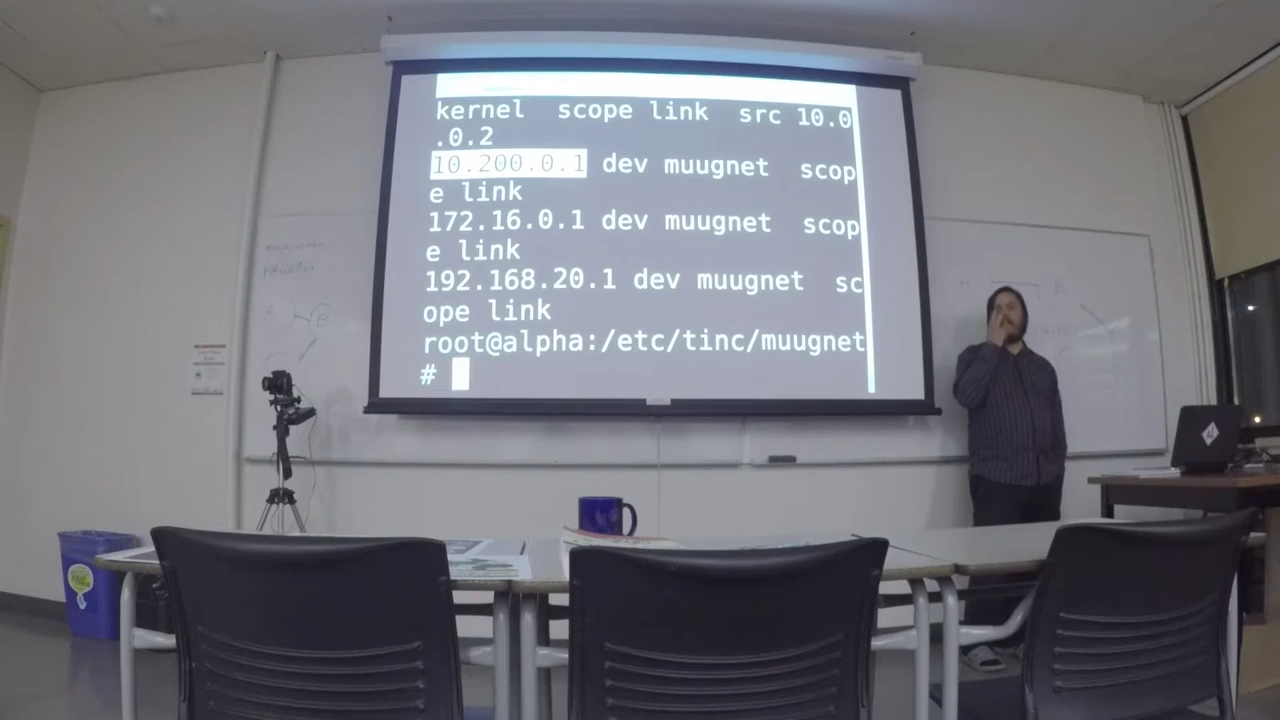 kernel  scope link  src 10.0
.0.2
10.200.0.1 dev muugnet  scop
e link
172.16.0.1 dev muugnet  scop
e link
192.168.20.1 dev muugnet  sc
ope link
root@alpha:/etc/tinc/muugnet
#